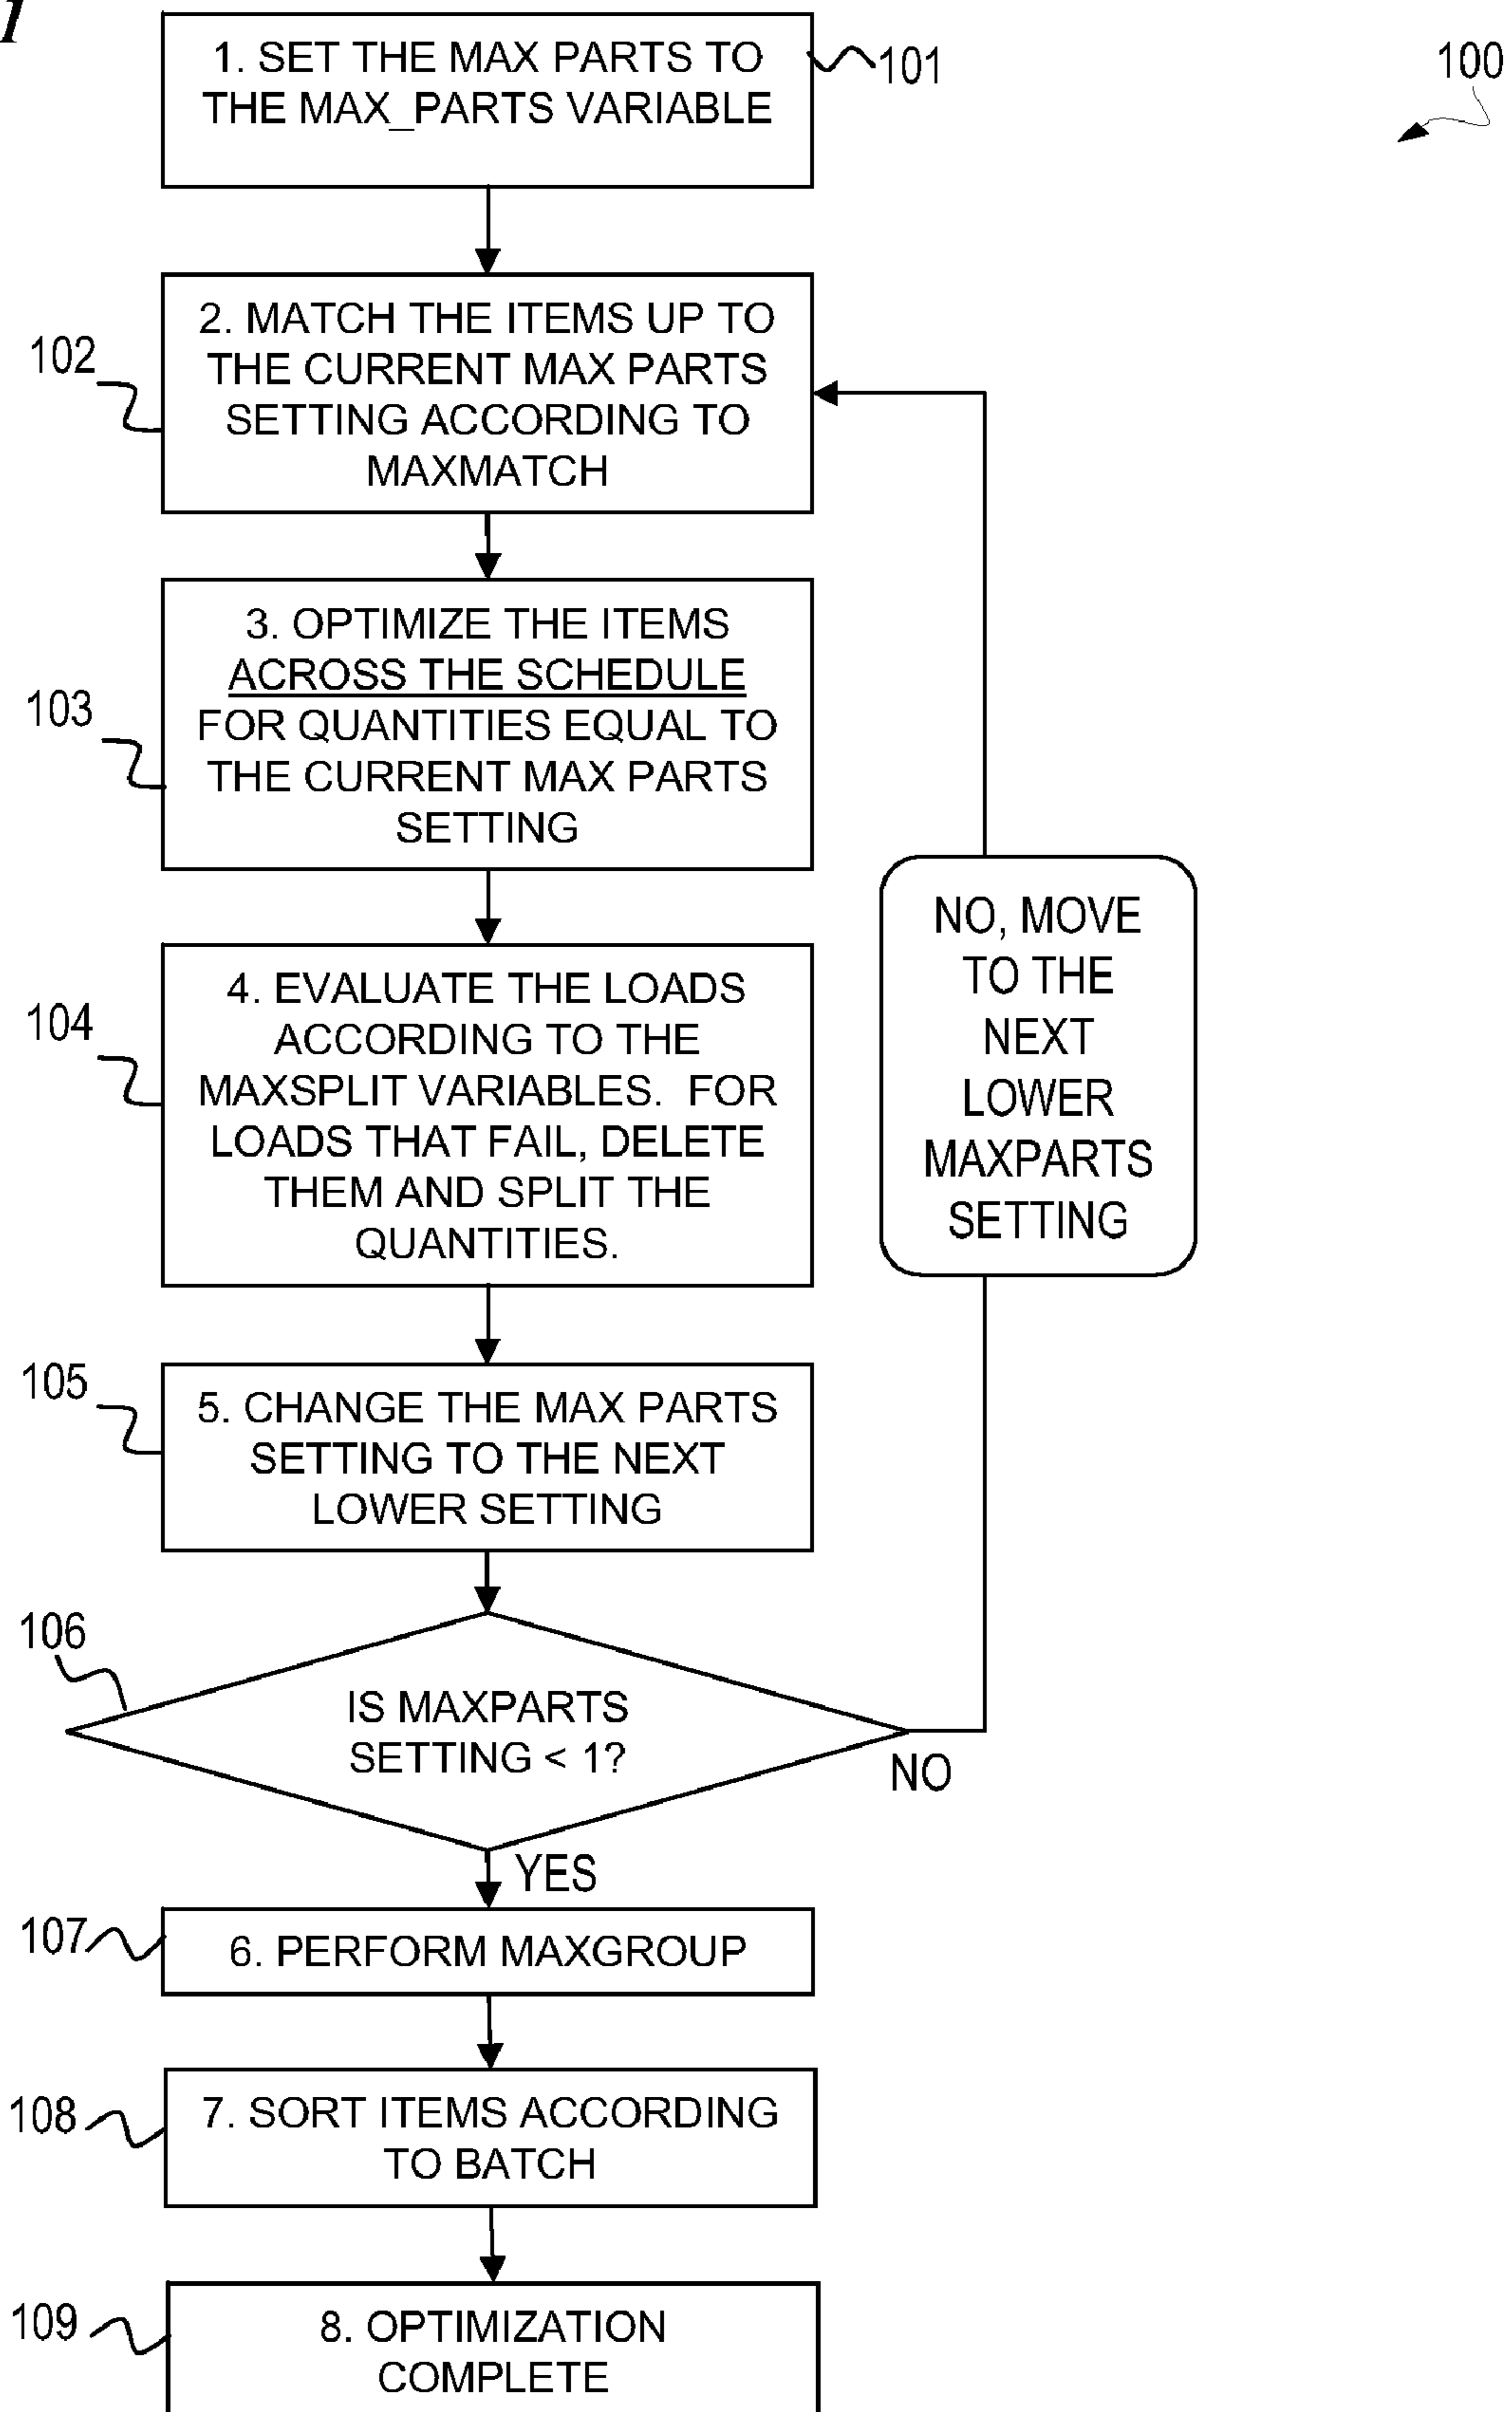 1. SET THE MAX PARTS TO
THE MAX_PARTS VARIABLE
101
100
2. MATCH THE ITEMS UP TO
THE CURRENT MAX PARTS
SETTING ACCORDING TO
MAXMATCH
102
3. OPTIMIZE THE ITEMS
ACROSS THE SCHEDULE
FOR QUANTITIES EQUAL TO
THE CURRENT MAX PARTS
SETTING
103
NO, MOVE
TO THE
NEXT
LOWER
MAXPARTS
SETTING
4. EVALUATE THE LOADS
ACCORDING TO THE
MAXSPLIT VARIABLES. FOR
LOADS THAT FAIL, DELETE
THEM AND SPLIT THE
QUANTITIES.
104
105
5. CHANGE THE MAX PARTS
SETTING TO THE NEXT
LOWER SETTING
106
IS MAXPARTS
SETTING < 1?
NO
YES
107
6. PERFORM MAXGROUP
108
7. SORT ITEMS ACCORDING
TO BATCH
109
8. OPTIMIZATION
COMPLETE